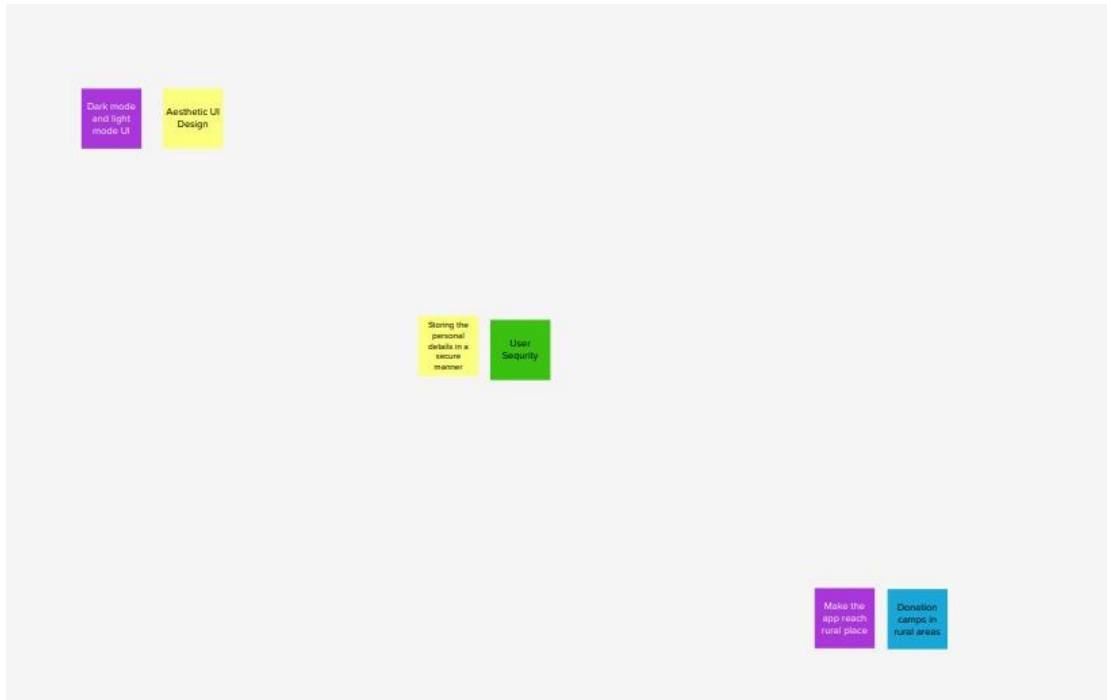 Dark mode
and light
mode UI
Aesthetic UI
Design
Storing the
personal
details in a
secure
manner
User
Sequrity
Make the
app reach
rural place
Donation
camps in
rural areas